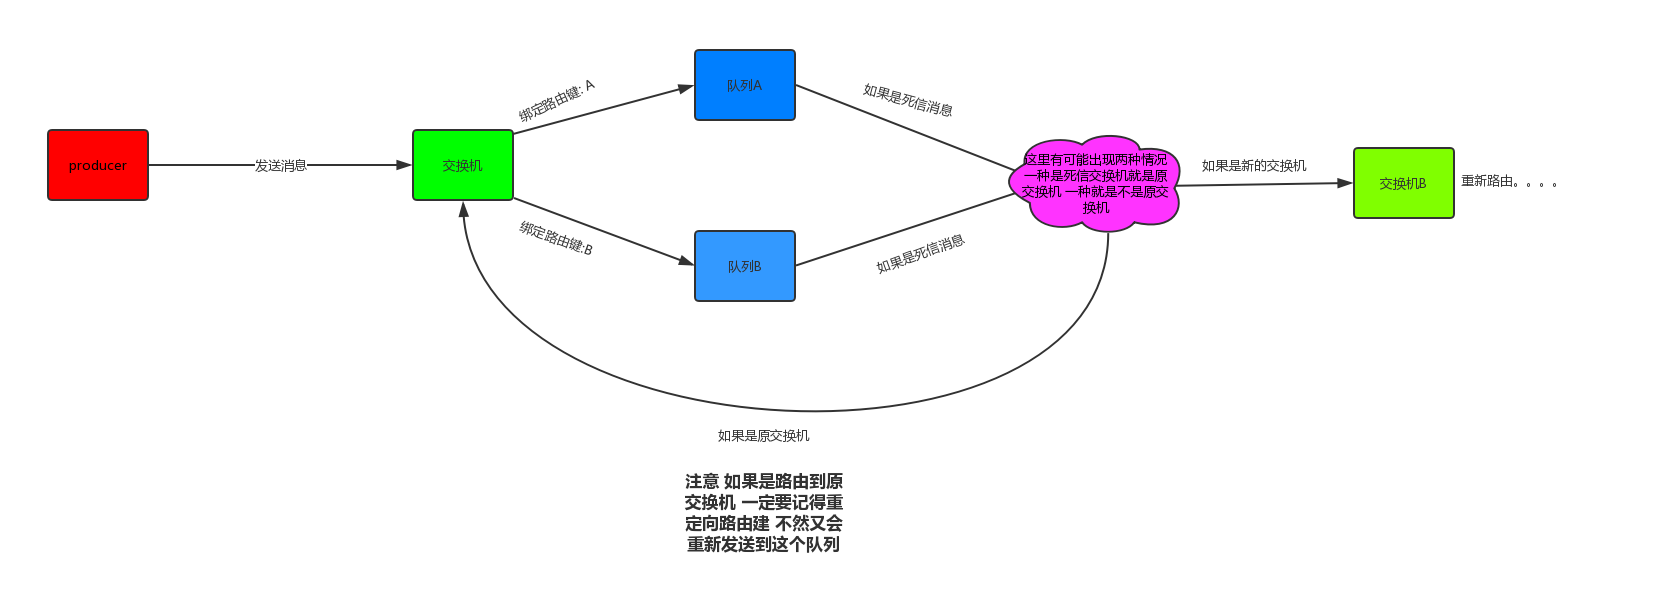 producer
发送消息
交换机
绑定路由键: A
绑定路由键:B
队列A
队列B
如果是死信消息
如果是死信消息
这里有可能出现两种情况
一种是死信交换机就是原
交换机 一种就是不是原交
换机
如果是新的交换机
交换机B
重新路由。。。。
如果是原交换机
注意 如果是路由到原
交换机 一定要记得重
定向路由建 不然又会
重新发送到这个队列